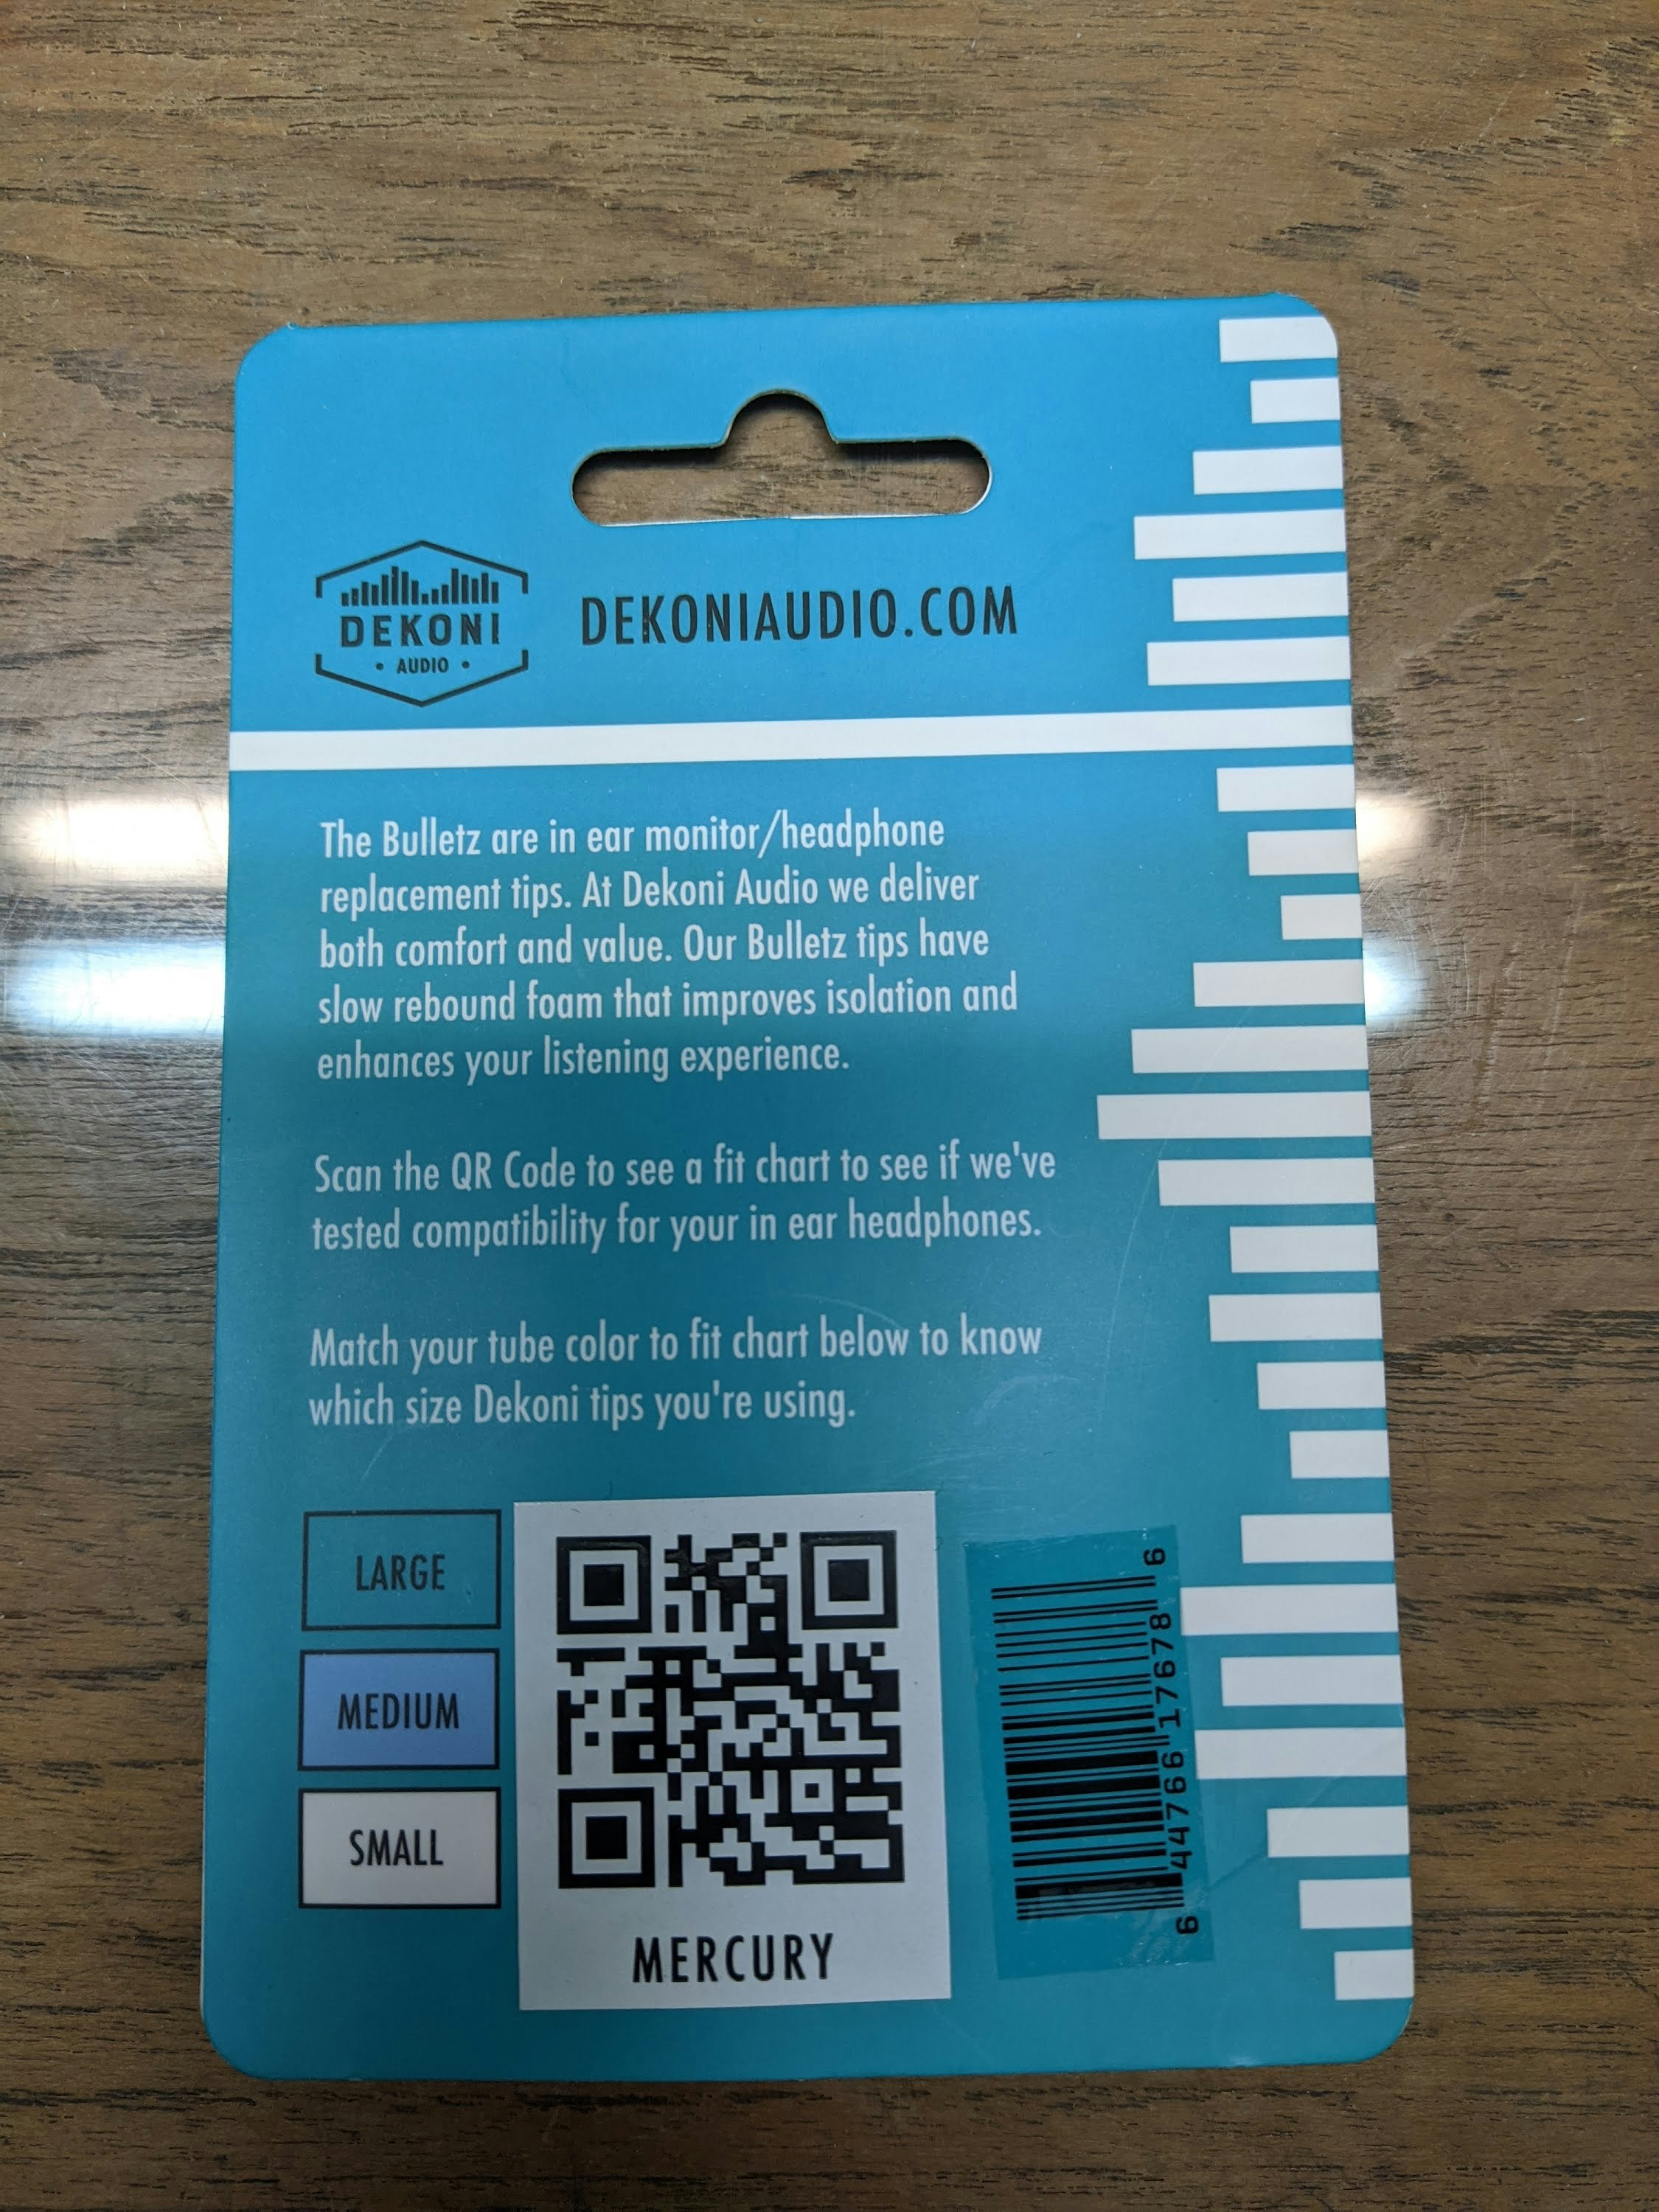 DEKONI
• AUDIO •
DEKONIAUDIO.COM
The Bulletz are in ear monitor/headphone
replacement tips. At Dekoni Audio we deliver
both comfort and value. Our Bulletz tips have
slow rebound foam that improves isolation and
enhances your listening experience.
Scan the QR Code to see a fit chart to see if we've
tested compatibility for your in ear headphones.
Match your tube color to fit chart below to know
which size Dekoni tips you're using.
LARGE
MEDIUM
SMALL
MERCURY
6 44766 17678 6